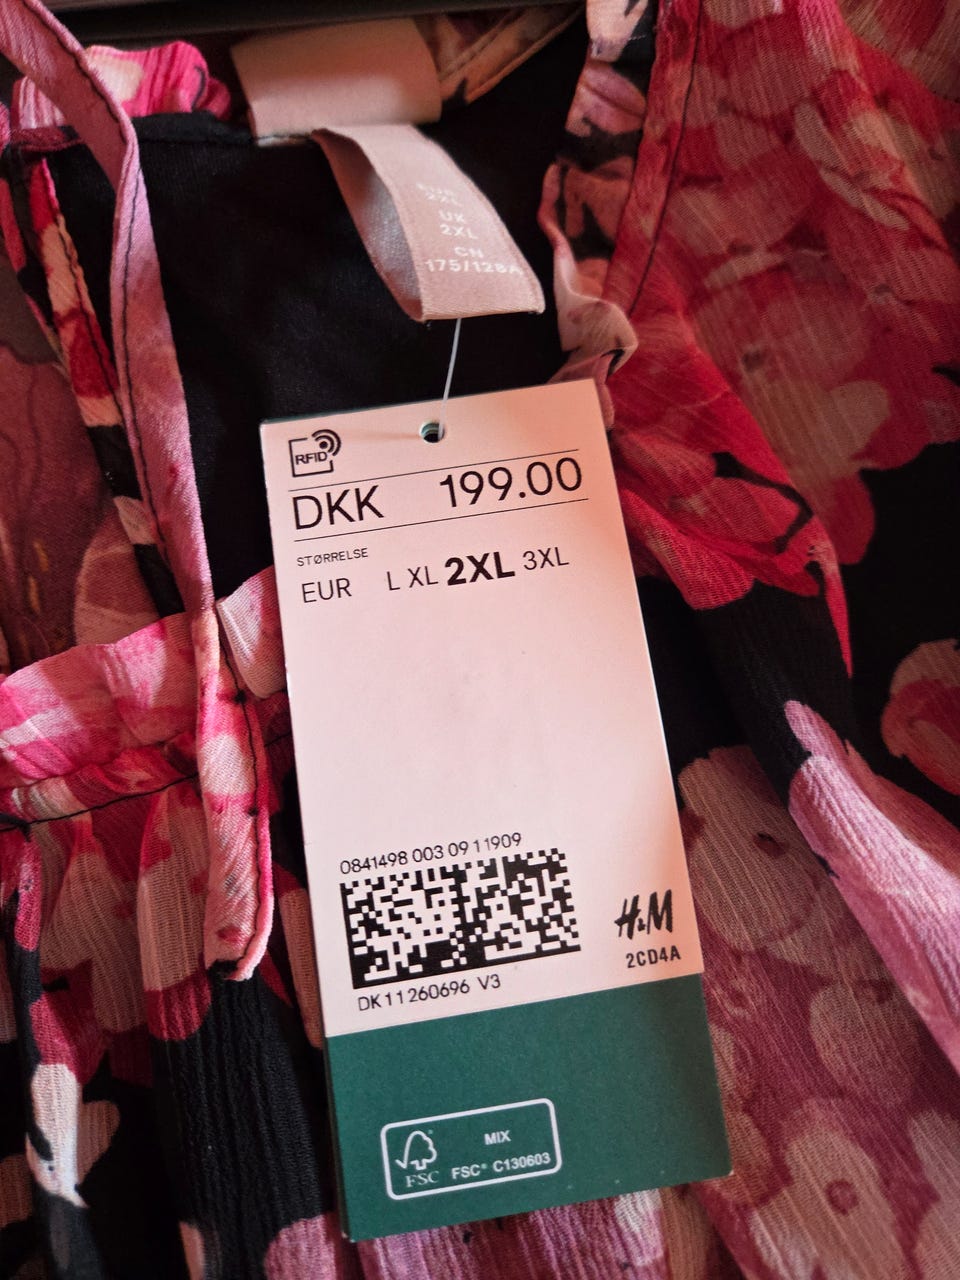 22L
UK
2XL
CN
175/128A
RFID
DKK 199.00
STØRRELSE
EUR L XL 2XL 3XL
0841498 003 09 11909
DK11260696 V3
H&M
2CD4A
MIX
FSC
FSC® C130603